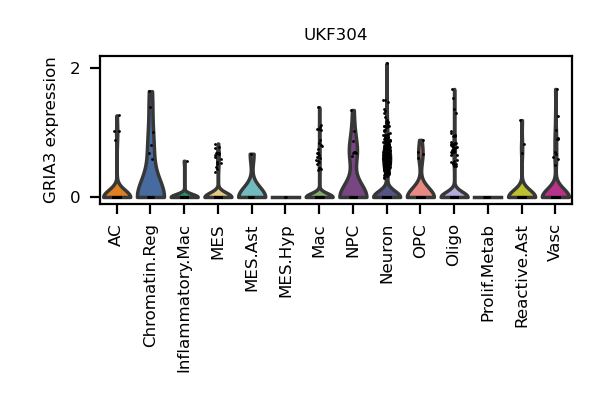 UKF304
GRIA3 expression
2
0
AC
Chromatin.Reg
Inflammatory.Mac
MES
MES.Ast
MES.Hyp
Mac
NPC
Neuron
OPC
Oligo
Prolif.Metab
Reactive.Ast
Vasc